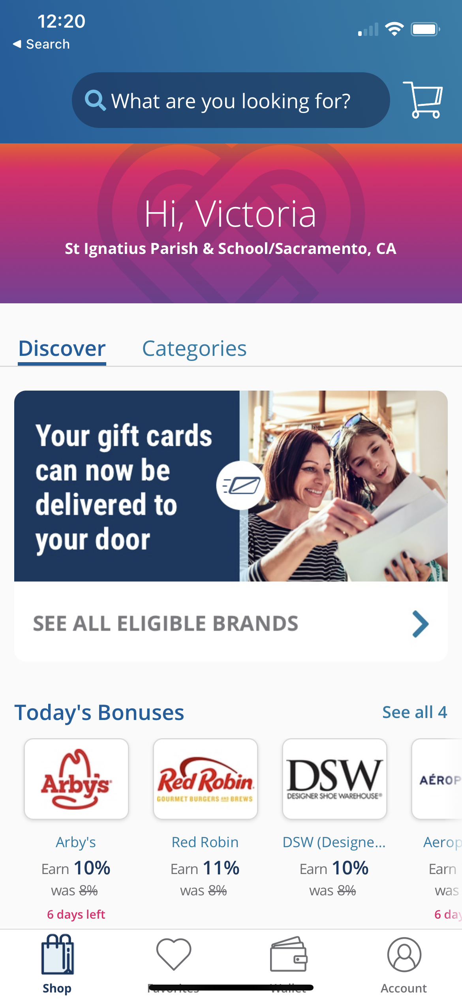 12:20
Search
What are you looking for?
Hi, Victoria
St Ignatius Parish & School/Sacramento, CA
Discover Categories
Your gift cards
can now be
delivered to
your door
SEE ALL ELIGIBLE BRANDS
Today's Bonuses See all 4
Arby's Red Robin DSW AÉROP
GOURMET BURGERS AND BREWS DESIGNER SHOE WAREHOUSE®
Arby's Red Robin DSW (Designe... Aerop
Earn 10% Earn 11% Earn 10% Earn
was 8% was 8% was 8% was
6 days left 6 day
Shop Favorites Wallet Account